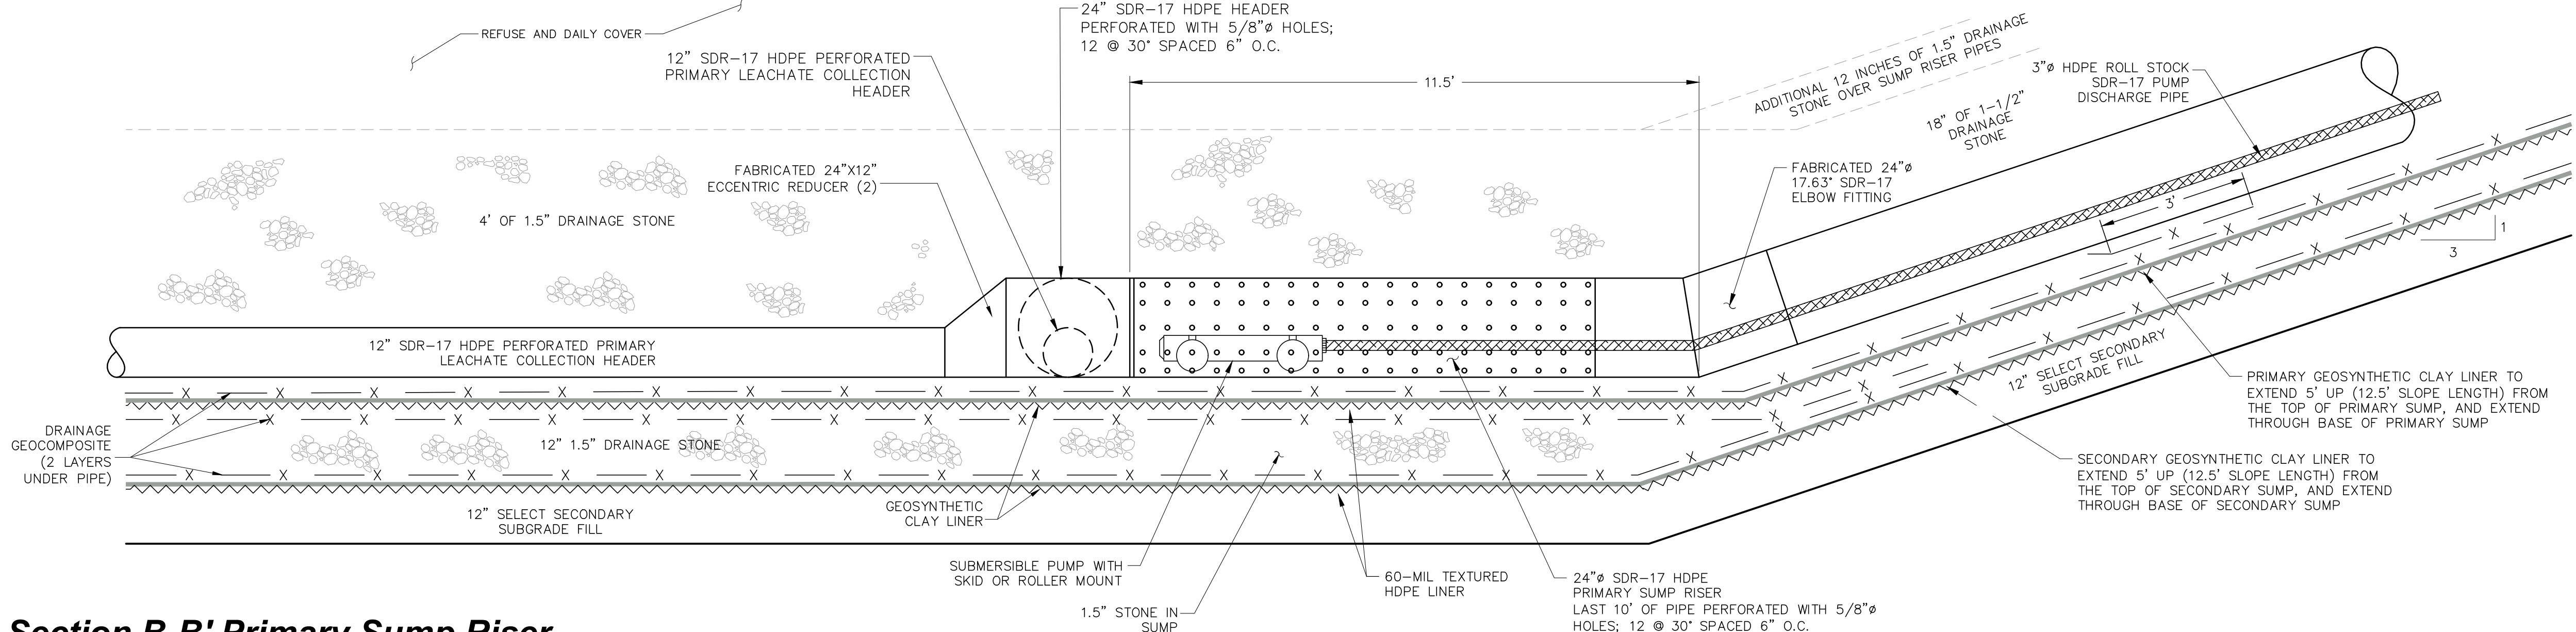 24" SDR-17 HDPE HEADER
PERFORATED WITH 5/8"ø HOLES;
12 @ 30° SPACED 6" O.C.
REFUSE AND DAILY COVER
12" SDR-17 HDPE PERFORATED
PRIMARY LEACHATE COLLECTION
HEADER
11.5'
ADDITIONAL 12 INCHES OF 1.5" DRAINAGE
STONE OVER SUMP RISER PIPES
3"ø HDPE ROLL STOCK
SDR-17 PUMP
DISCHARGE PIPE
18" OF 1-1/2"
DRAINAGE
STONE
FABRICATED 24"X12"
ECCENTRIC REDUCER (2)
FABRICATED 24"ø
17.63° SDR-17
ELBOW FITTING
4' OF 1.5" DRAINAGE STONE
3'
1
3
12" SDR-17 HDPE PERFORATED PRIMARY
LEACHATE COLLECTION HEADER
12" SELECT SECONDARY
SUBGRADE FILL
PRIMARY GEOSYNTHETIC CLAY LINER TO
EXTEND 5' UP (12.5' SLOPE LENGTH) FROM
THE TOP OF PRIMARY SUMP, AND EXTEND
THROUGH BASE OF PRIMARY SUMP
DRAINAGE
GEOCOMPOSITE
(2 LAYERS
UNDER PIPE)
12" 1.5" DRAINAGE STONE
SECONDARY GEOSYNTHETIC CLAY LINER TO
EXTEND 5' UP (12.5' SLOPE LENGTH) FROM
THE TOP OF SECONDARY SUMP, AND EXTEND
THROUGH BASE OF SECONDARY SUMP
12" SELECT SECONDARY
SUBGRADE FILL
GEOSYNTHETIC
CLAY LINER
SUBMERSIBLE PUMP WITH
SKID OR ROLLER MOUNT
60-MIL TEXTURED
HDPE LINER
24"ø SDR-17 HDPE
PRIMARY SUMP RISER
LAST 10' OF PIPE PERFORATED WITH 5/8"ø
HOLES; 12 @ 30° SPACED 6" O.C.
1.5" STONE IN
SUMP
Section B-B' Primary Sump Riser